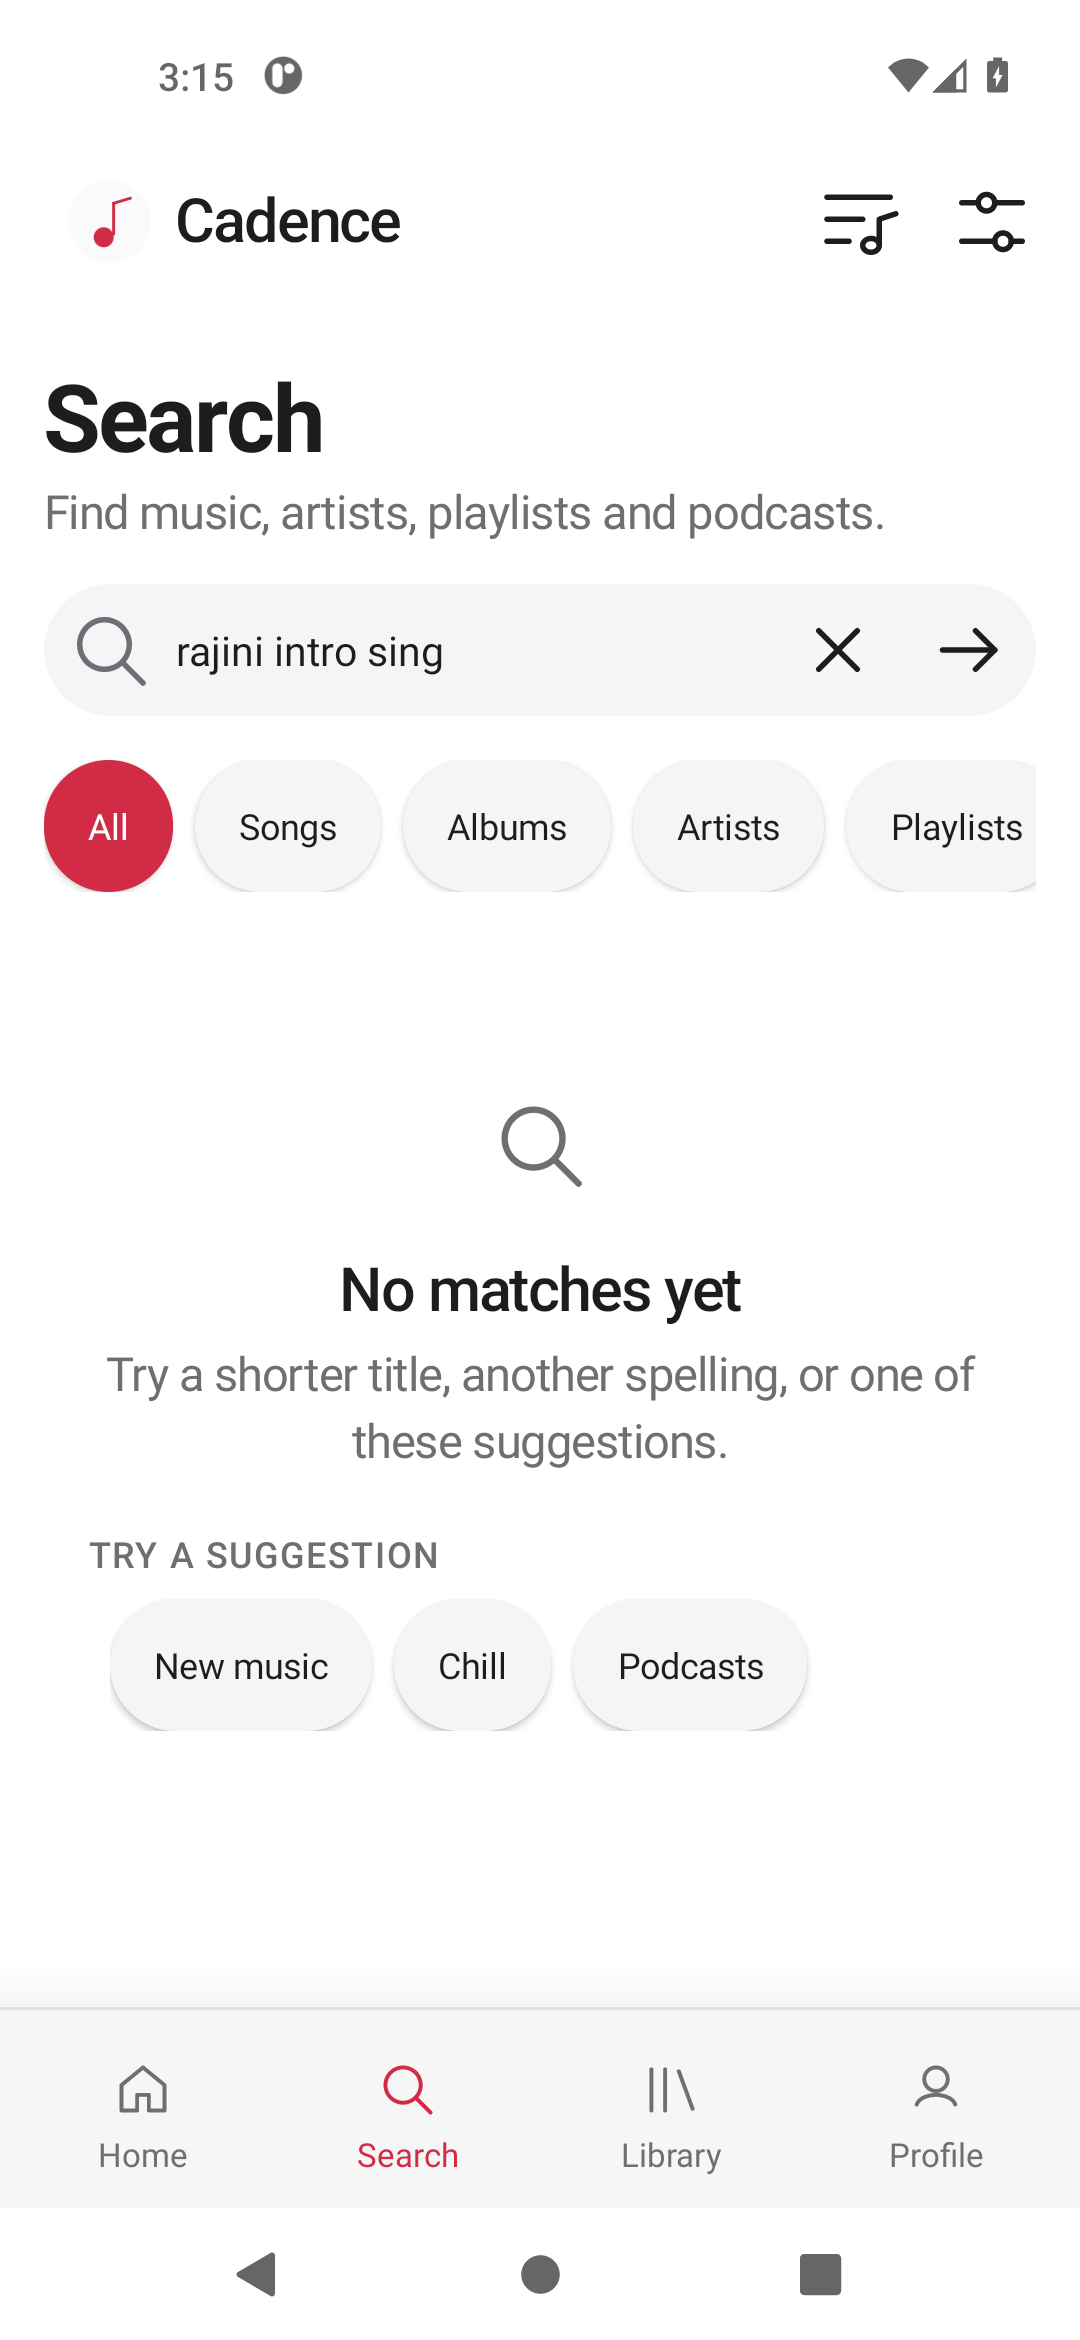 3:15
Cadence
Search
Find music, artists, playlists and podcasts.
rajini intro sing
All Songs Albums Artists Playlists
No matches yet
Try a shorter title, another spelling, or one of
these suggestions.
TRY A SUGGESTION
New music Chill Podcasts
Home Search Library Profile